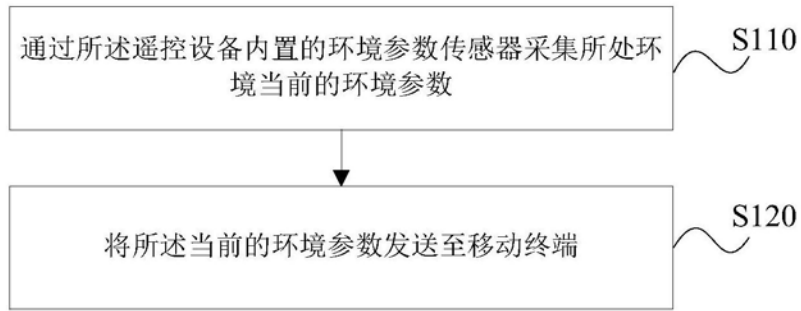 通过所述遥控设备内置的环境参数传感器采集所处环
境当前的环境参数
S110
将所述当前的环境参数发送至移动终端
S120